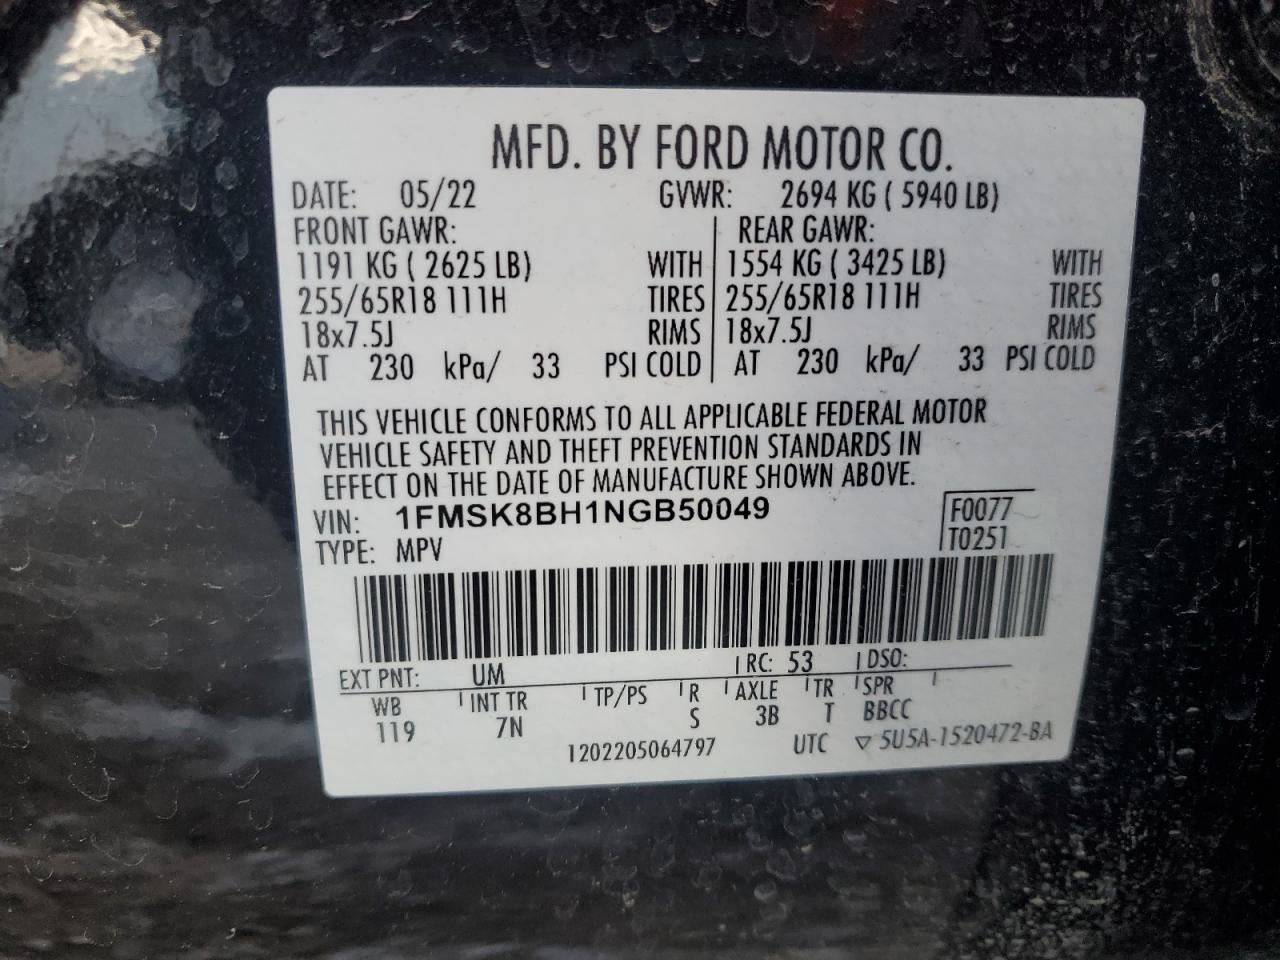 MFD. BY FORD MOTOR CO.
DATE: 05/22 GVWR: 2694 KG ( 5940 LB)
FRONT GAWR: REAR GAWR:
1191 KG ( 2625 LB) WITH 1554 KG ( 3425 LB) WITH
255/65R18 111H TIRES 255/65R18 111H TIRES
18x7.5J RIMS 18x7.5J RIMS
AT 230 kPa/ 33 PSI COLD AT 230 kPa/ 33 PSI COLD
THIS VEHICLE CONFORMS TO ALL APPLICABLE FEDERAL MOTOR
VEHICLE SAFETY AND THEFT PREVENTION STANDARDS IN
EFFECT ON THE DATE OF MANUFACTURE SHOWN ABOVE.
VIN: 1FMSK8BH1NGB50049 F0077
TYPE: MPV T0251
EXT PNT: UM RC: 53 DSO:
WB INT TR TP/PS R AXLE TR SPR
119 7N S 3B T BBCC
1202205064797 UTC ▽ 5U5A-1520472-BA